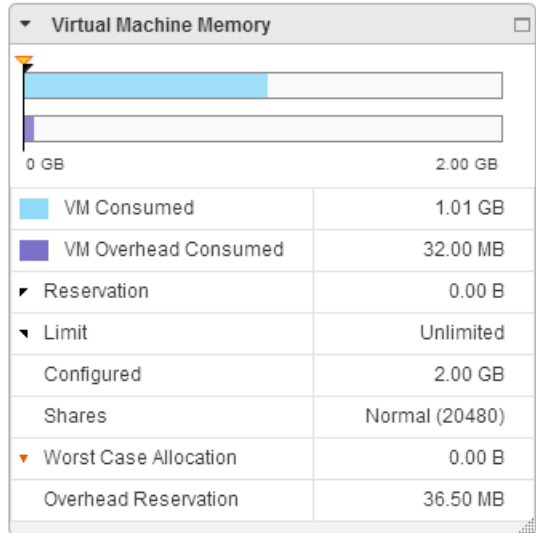 Virtual Machine Memory
0 GB 2.00 GB
VM Consumed 1.01 GB
VM Overhead Consumed 32.00 MB
Reservation 0.00 B
Limit Unlimited
Configured 2.00 GB
Shares Normal (20480)
Worst Case Allocation 0.00 B
Overhead Reservation 36.50 MB